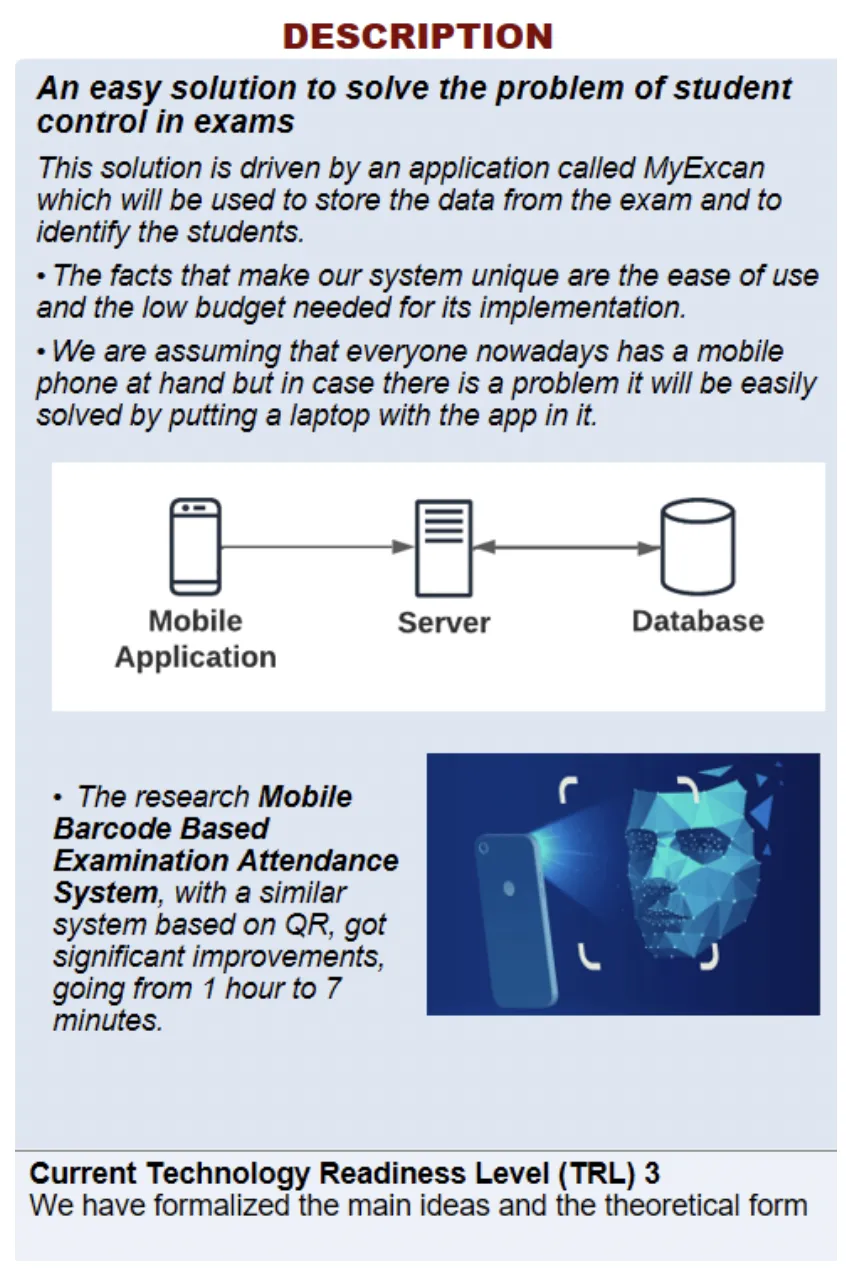 DESCRIPTION
An easy solution to solve the problem of student
control in exams
This solution is driven by an application called MyExcan
which will be used to store the data from the exam and to
identify the students.
• The facts that make our system unique are the ease of use
and the low budget needed for its implementation.
• We are assuming that everyone nowadays has a mobile
phone at hand but in case there is a problem it will be easily
solved by putting a laptop with the app in it.
Mobile
Application
Server
Database
• The research Mobile
Barcode Based
Examination Attendance
System, with a similar
system based on QR, got
significant improvements,
going from 1 hour to 7
minutes.
Current Technology Readiness Level (TRL) 3
We have formalized the main ideas and the theoretical form